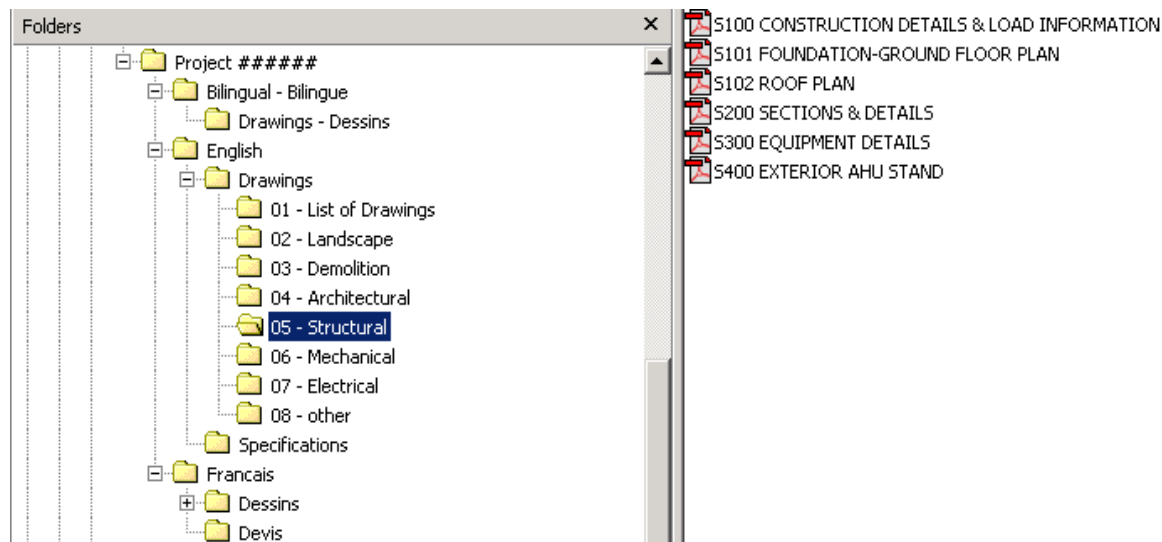 Folders
Project ######
Bilingual - Bilingue
Drawings - Dessins
English
Drawings
01 - List of Drawings
02 - Landscape
03 - Demolition
04 - Architectural
05 - Structural
06 - Mechanical
07 - Electrical
08 - other
Specifications
Francais
Dessins
Devis
S100 CONSTRUCTION DETAILS & LOAD INFORMATION
S101 FOUNDATION-GROUND FLOOR PLAN
S102 ROOF PLAN
S200 SECTIONS & DETAILS
S300 EQUIPMENT DETAILS
S400 EXTERIOR AHU STAND